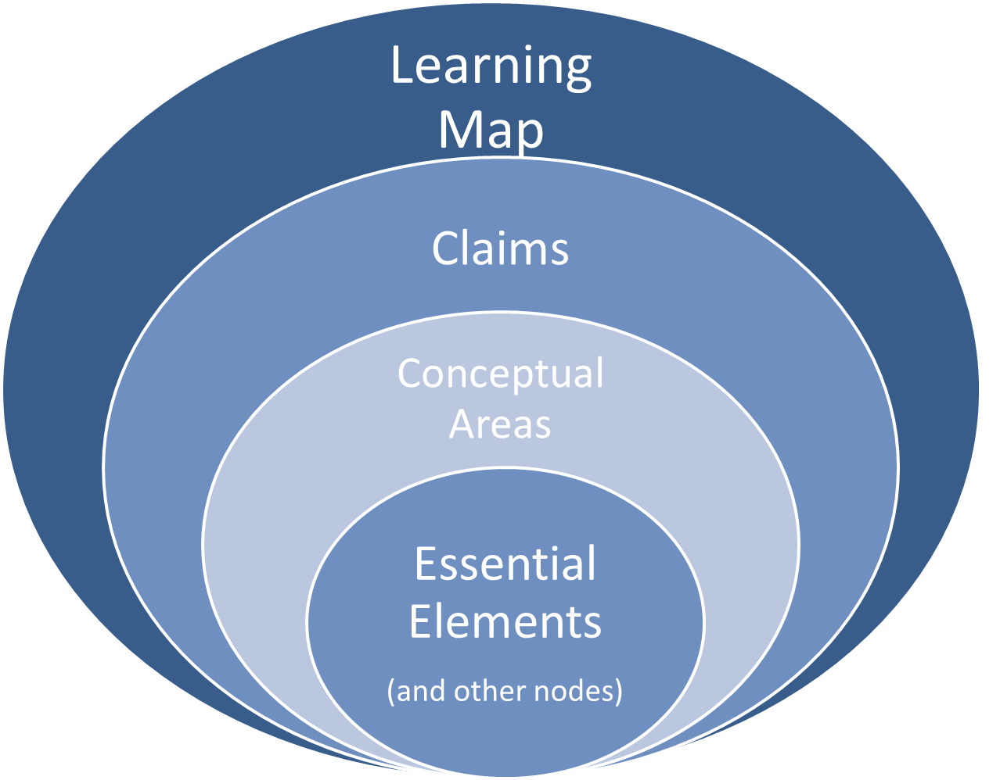 Learning
Map
Claims
Conceptual
Areas
Essential
Elements
(and other nodes)